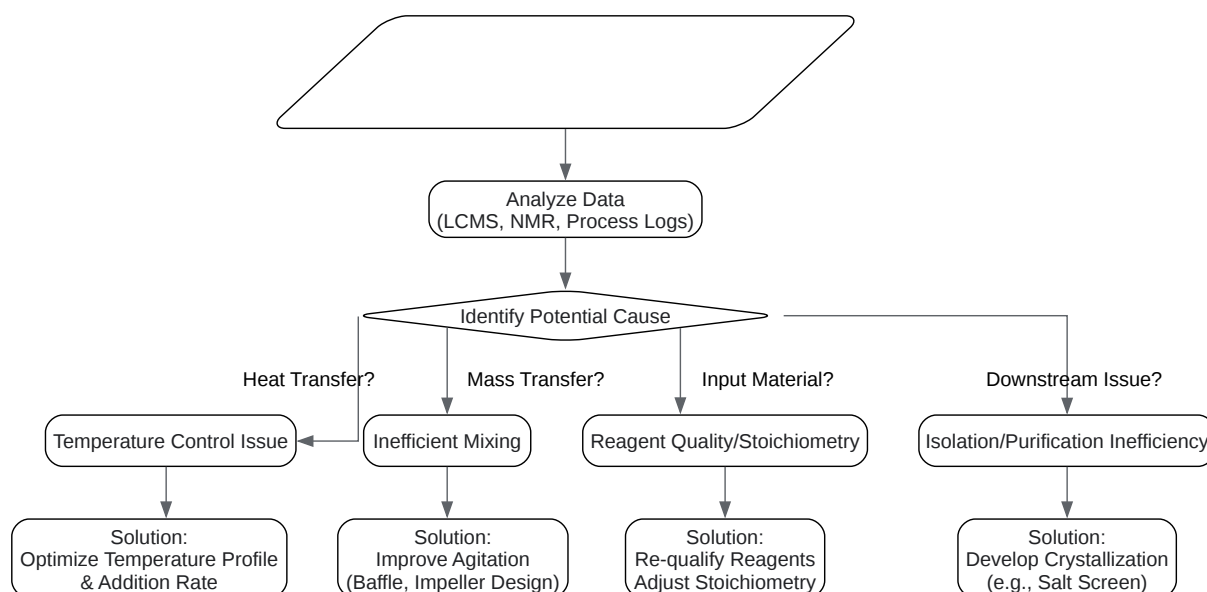 Analyze Data
(LCMS, NMR, Process Logs)
Identify Potential Cause
Heat Transfer?
Mass Transfer?
Input Material?
Downstream Issue?
Temperature Control Issue
Inefficient Mixing
Reagent Quality/Stoichiometry
Isolation/Purification Inefficiency
Solution:
Optimize Temperature Profile
& Addition Rate
Solution:
Improve Agitation
(Baffle, Impeller Design)
Solution:
Re-qualify Reagents
Adjust Stoichiometry
Solution:
Develop Crystallization
(e.g., Salt Screen)